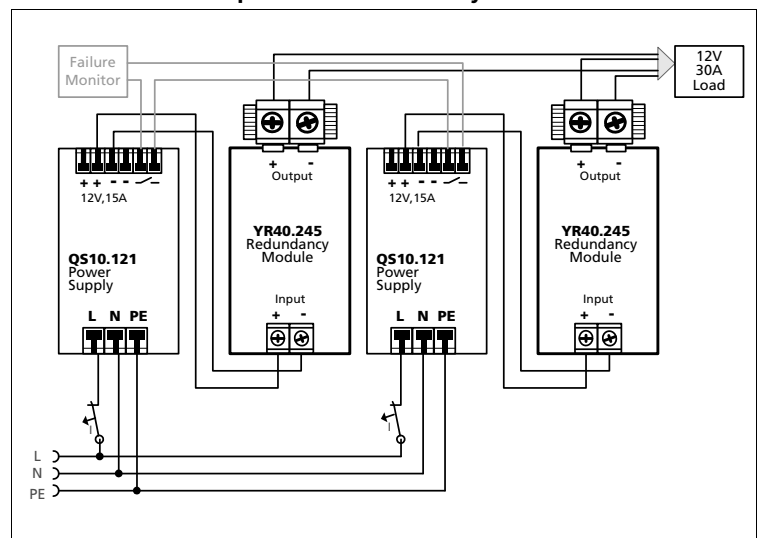 Failure
Monitor
12V
30A
Load
+ + - -
12V,15A
QS10.121
Power
Supply
L N PE
+ -
Output
YR40.245
Redundancy
Module
Input
+ -
+ + - -
12V,15A
QS10.121
Power
Supply
L N PE
+ -
Output
YR40.245
Redundancy
Module
Input
+ -
I
I
L
N
PE